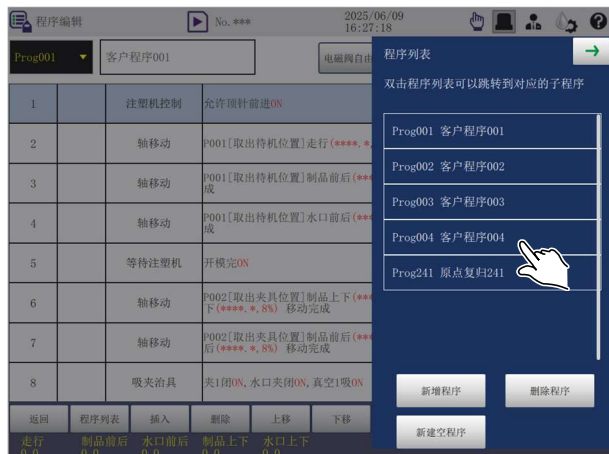 程序编辑
No. ***
2025/06/09
16:27:18
Prog001
客户程序001
电磁阀自由
程序列表
双击程序列表可以跳转到对应的子程序
Prog001 客户程序001
Prog002 客户程序002
Prog003 客户程序003
Prog004 客户程序004
Prog241 原点复归241
新增程序
删除程序
新建空程序
1 注塑机控制 允许顶针前进ON
2 轴移动 P001[取出待机位置]走行(****.*,
3 轴移动 P001[取出待机位置]制品前后(***
成
4 轴移动 P001[取出待机位置]水口前后(***
成
5 等待注塑机 开模完ON
6 轴移动 P002[取出夹具位置]制品上下(***
下(****.*,8%) 移动完成
7 轴移动 P002[取出夹具位置]制品前后(***
后(****.*,8%) 移动完成
8 吸夹治具 夹1闭ON,水口夹闭ON,真空1吸ON
返回
程序列表
插入
删除
上移
下移
走行
制品前后
水口前后
制品上下
水口上下